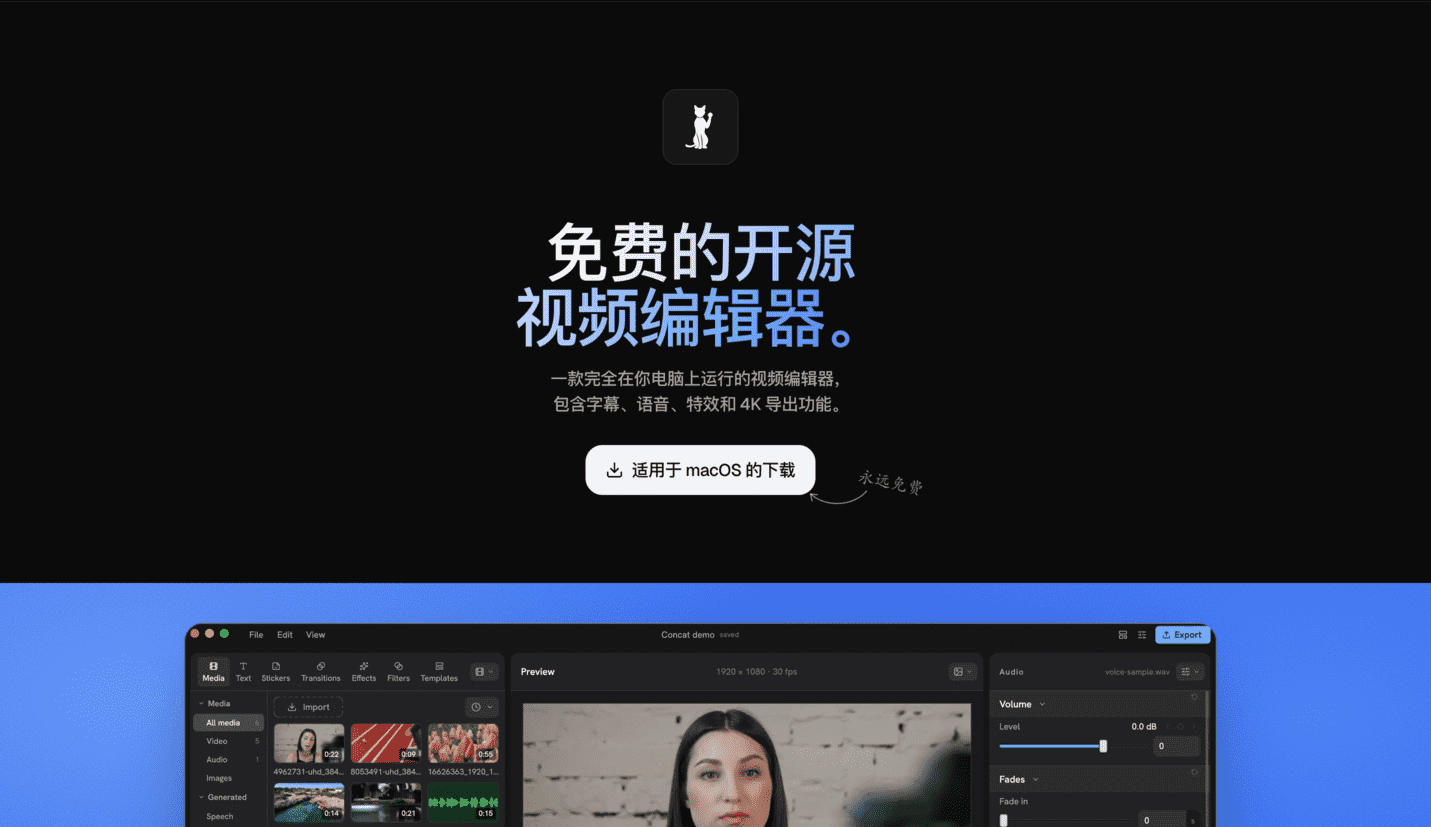 免费的开源
视频编辑器。
一款完全在你电脑上运行的视频编辑器,
包含字幕、语音、特效和 4K 导出功能。
适用于 macOS 的下载
永远免费
File Edit View
Concat demo saved
Export
Media Text Stickers Transitions Effects Filters Templates
Preview
1920 × 1080 · 30 fps
Audio
voice-sample.wav
Media
All media 6
Video 5
Audio 1
Images
Generated
Speech
Import
0:22
0:09
0:55
4962731-uhd_384...
8053491-uhd_384...
16626363_1920_1...
0:14
0:21
0:15
Volume
Level
0.0 dB
0
Fades
Fade in
0 s